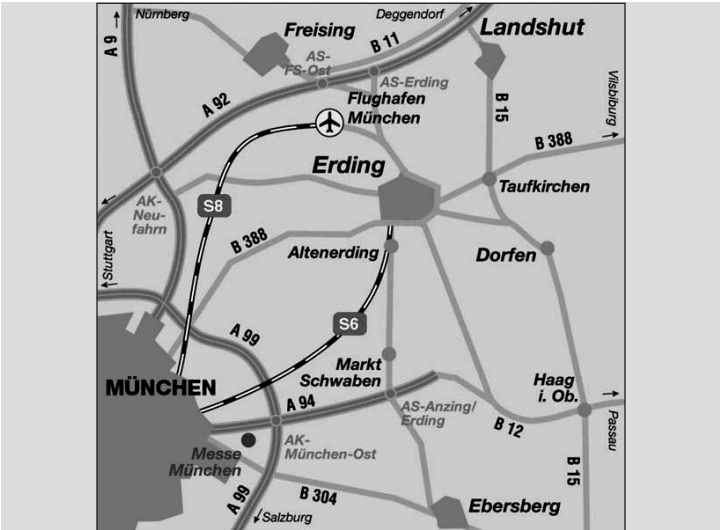 Nürnberg
Deggendorf
A 9
Freising
B 11
Landshut
AS-
FS-Ost
AS-Erding
Flughafen
München
A 92
B 15
Vilsbiburg
B 388
Erding
Taufkirchen
AK-
Neu-
fahrn
S8
B 388
Altenerding
Dorfen
Stuttgart
S6
A 99
Markt
Schwaben
MÜNCHEN
A 94
Haag
i. Ob.
AS-Anzing/
Erding
B 12
Passau
AK-
München-Ost
Messe
München
B 15
A 99
B 304
Ebersberg
Salzburg